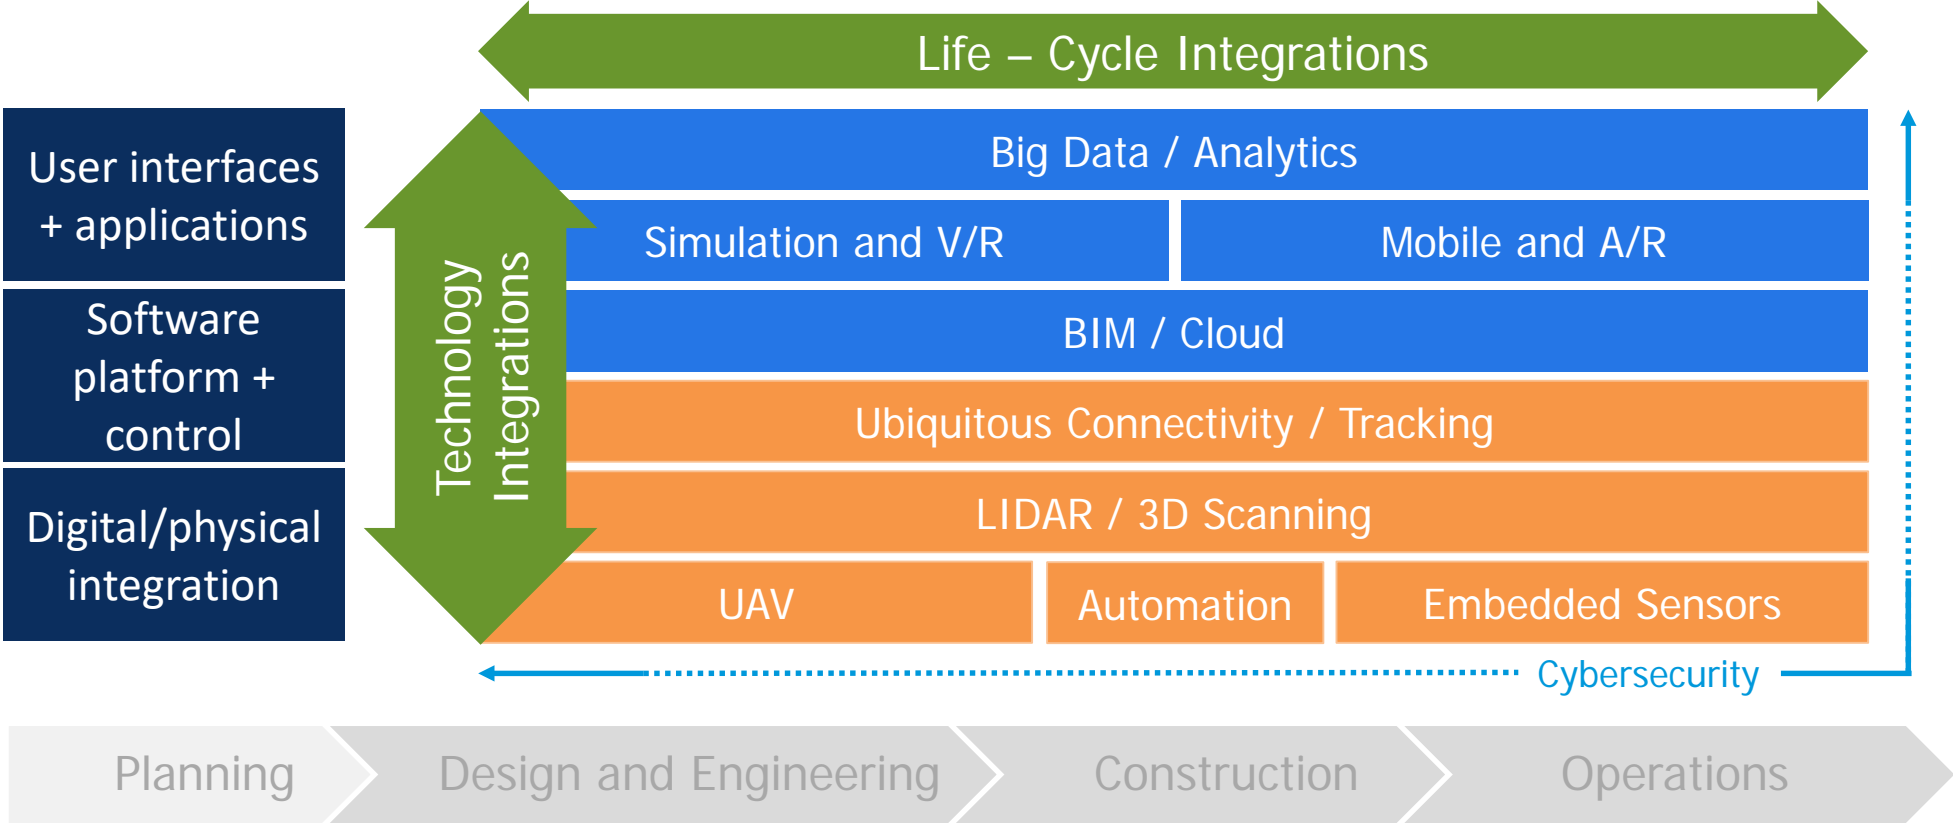 Life – Cycle Integrations
User interfaces
+ applications
Software
platform +
control
Digital/physical
integration
Technology
Integrations
Big Data / Analytics
Simulation and V/R
Mobile and A/R
BIM / Cloud
Ubiquitous Connectivity / Tracking
LIDAR / 3D Scanning
UAV
Automation
Embedded Sensors
Cybersecurity
Planning
Design and Engineering
Construction
Operations